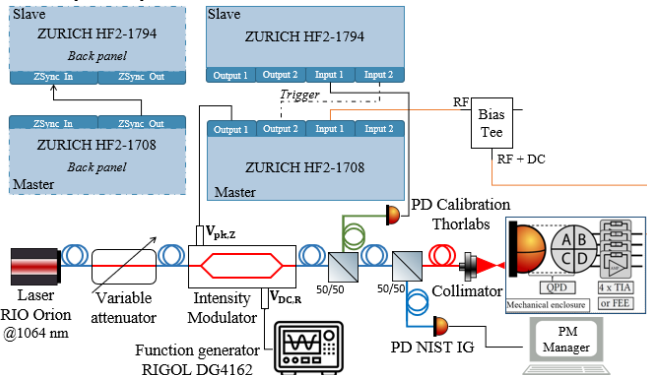 Slave
ZURICH HF2-1794
Back panel
ZSync In ZSync Out
ZSync In ZSync Out
ZURICH HF2-1708
Back panel
Master
Slave
ZURICH HF2-1794
Output 1 Output 2 Input 1 Input 2
Trigger
Output 1 Output 2 Input 1 Input 2
ZURICH HF2-1708
Master
RF
Bias
Tee
RF + DC
Vpk,Z
PD Calibration
Thorlabs
VDC,R
50/50
50/50
Laser
RIO Orion
@1064 nm
Variable
attenuator
Intensity
Modulator
Function generator
RIGOL DG4162
Collimator
PD NIST IG
A B
C D
QPD
4 x TIA
or FEE
Mechanical enclosure
PM
Manager